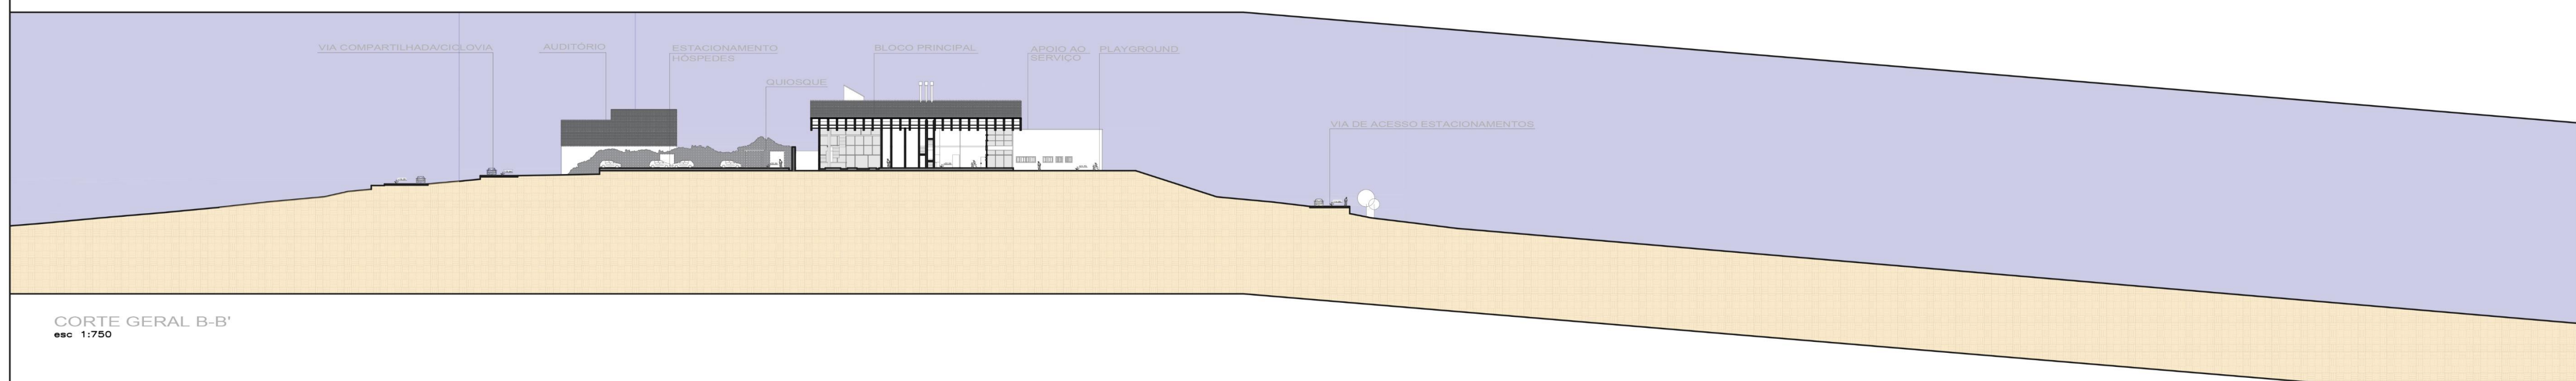 VIA COMPARTILHADA/CICLOVIA
AUDITÓRIO
ESTACIONAMENTO
HÓSPEDES
QUIOSQUE
BLOCO PRINCIPAL
APOIO AO
SERVIÇO
PLAYGROUND
VIA DE ACESSO ESTACIONAMENTOS
CORTE GERAL B-B'
esc 1:750